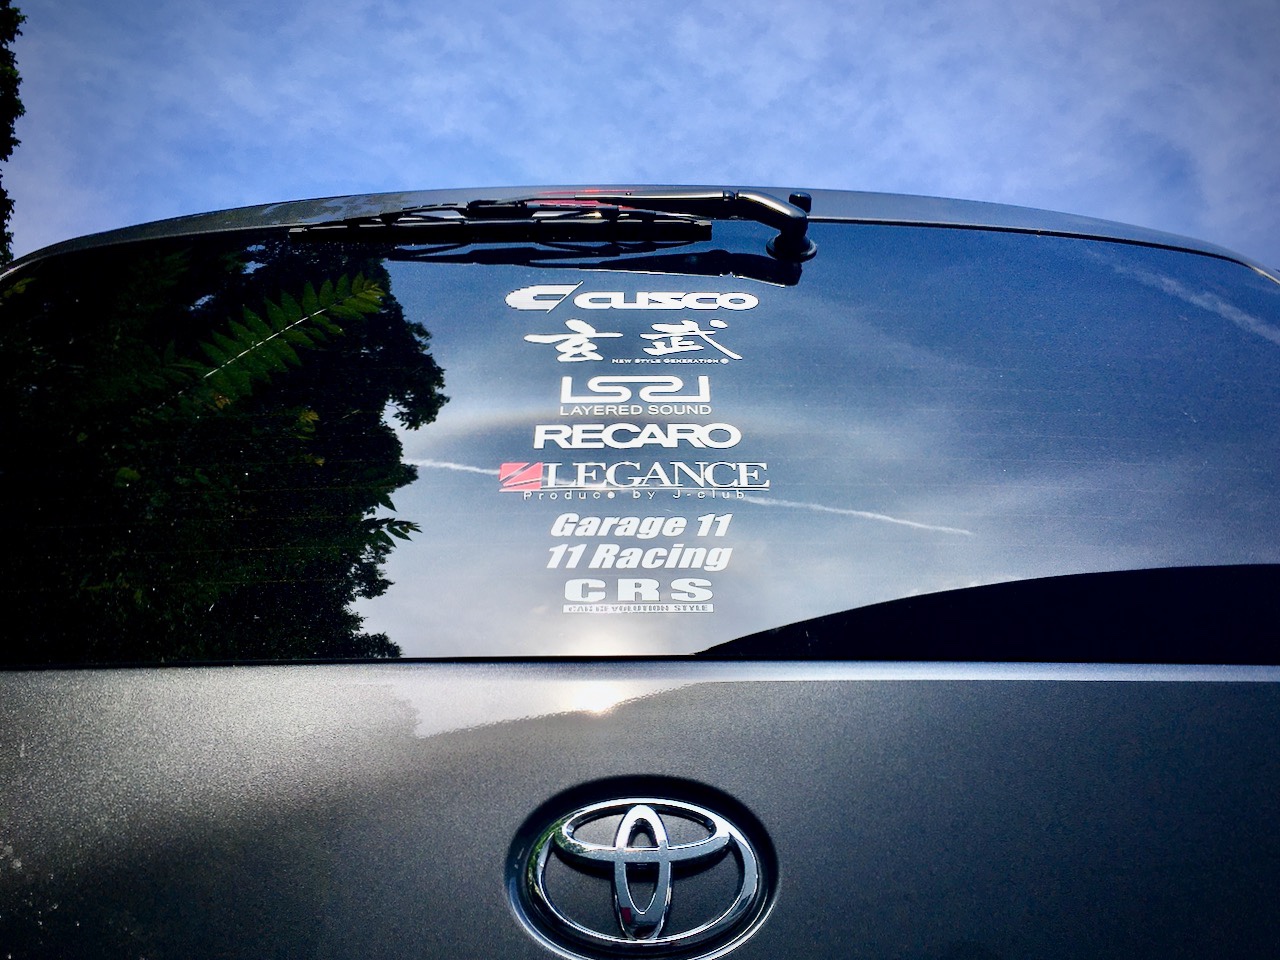 CUSCO
玄武
NEW STYLE GENERATION
LSSL
LAYERED SOUND
RECARO
LEGANCE
Produce by J-club
Garage 11
11 Racing
CRS
CAR REVOLUTION STYLE